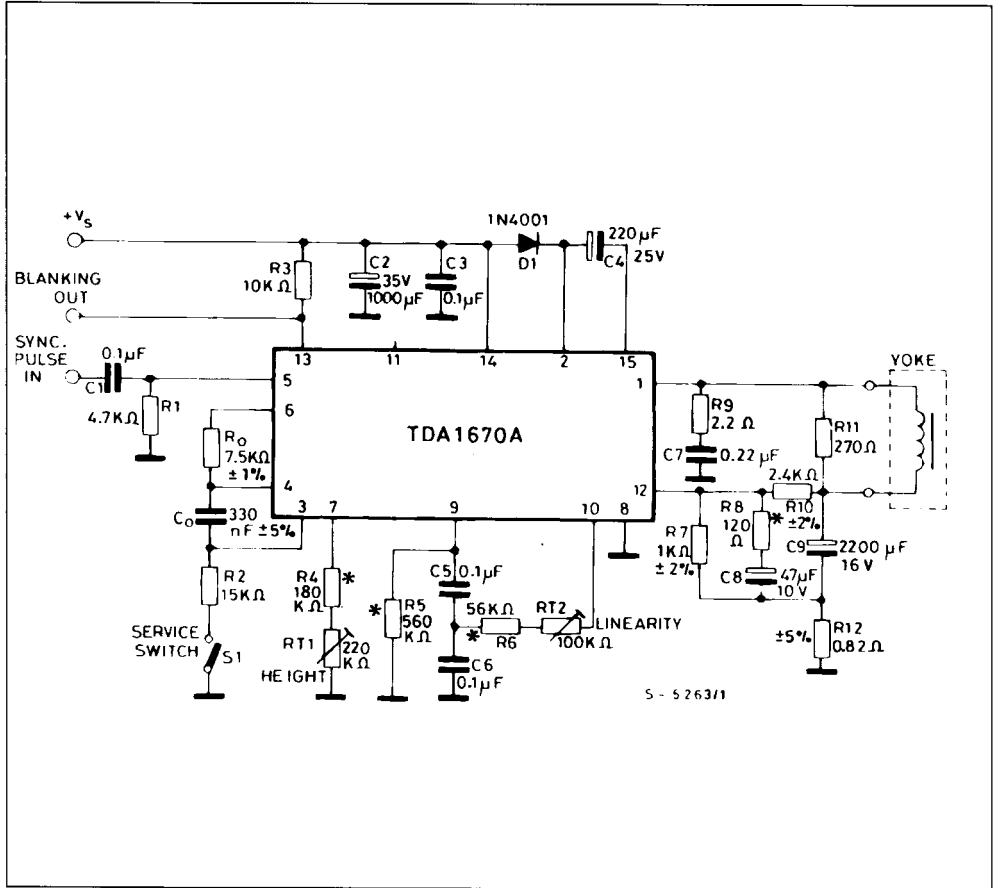 +Vs
BLANKING
OUT
SYNC.
PULSE
IN
0.1µF
C1
4.7KΩ
R1
R3
10KΩ
C2
35V
1000µF
C3
0.1µF
1N4001
D1
220µF
C4
25V
13
11
14
2
15
5
6
4
3
7
9
10
8
1
12
TDA1670A
Ro
7.5KΩ
±1%
Co
330
nF ±5%
R2
15KΩ
SERVICE
SWITCH
S1
R4
180
KΩ
*
RT1
220
KΩ
HEIGHT
*
R5
560
KΩ
C5
0.1µF
C6
0.1µF
56KΩ
*
R6
RT2
100KΩ
LINEARITY
R7
1KΩ
±2%
R8
120
Ω
*
C8
47µF
10V
R9
2.2Ω
C7
0.22µF
2.4KΩ
R10
±2%
R11
270Ω
C9
2200µF
16V
±5%
R12
0.82Ω
YOKE
S - 5263/1